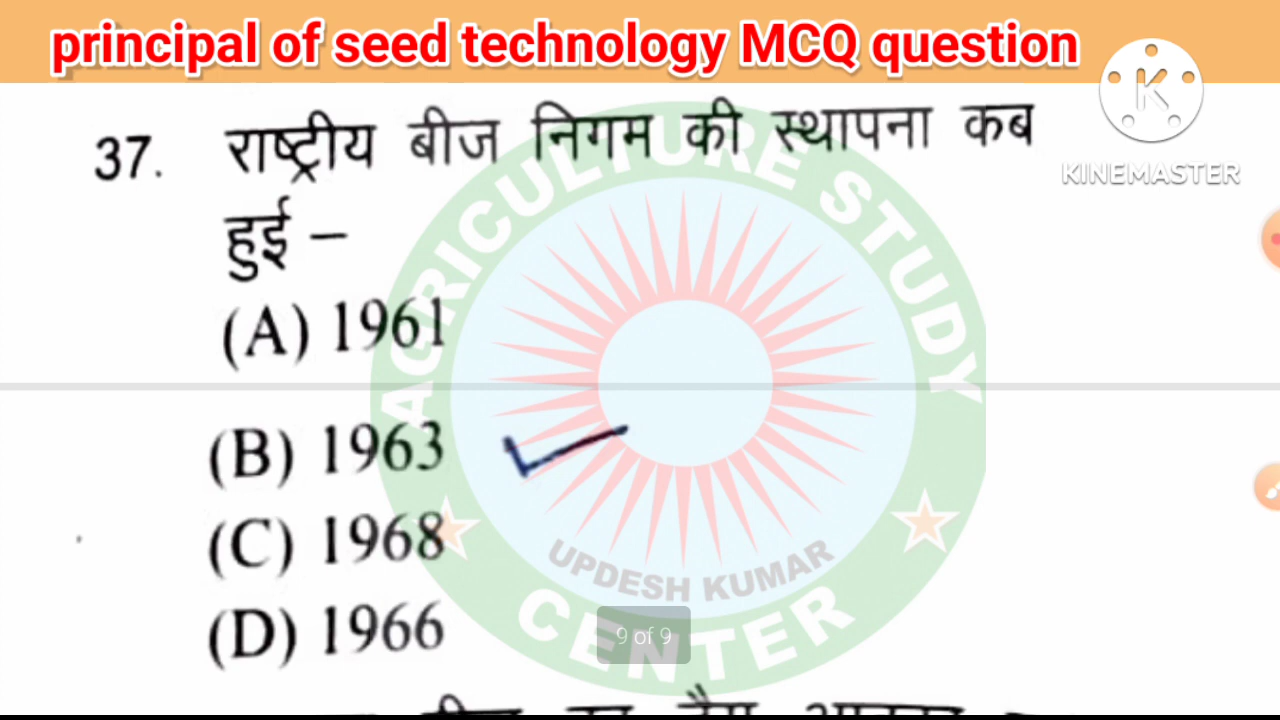 principal of seed technology MCQ question
KINEMASTER
37. राष्ट्रीय बीज निगम की स्थापना कब
हुई –
(A) 1961
(B) 1963
(C) 1968
(D) 1966
AGRICULTURE STUDY
UPDESH KUMAR
CENTER
9 of 9